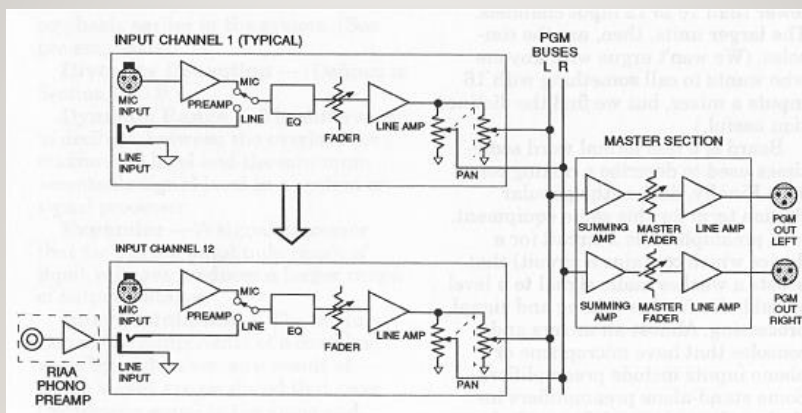 INPUT CHANNEL 1 (TYPICAL)
PGM
BUSES
L R
MIC
INPUT
PREAMP
MIC
LINE
EQ
FADER
LINE AMP
PAN
LINE
INPUT
MASTER SECTION
SUMMING
AMP
MASTER
FADER
LINE AMP
PGM
OUT
LEFT
INPUT CHANNEL 12
MIC
INPUT
PREAMP
MIC
LINE
EQ
FADER
LINE AMP
PAN
LINE
INPUT
SUMMING
AMP
MASTER
FADER
LINE AMP
PGM
OUT
RIGHT
RIAA
PHONO
PREAMP